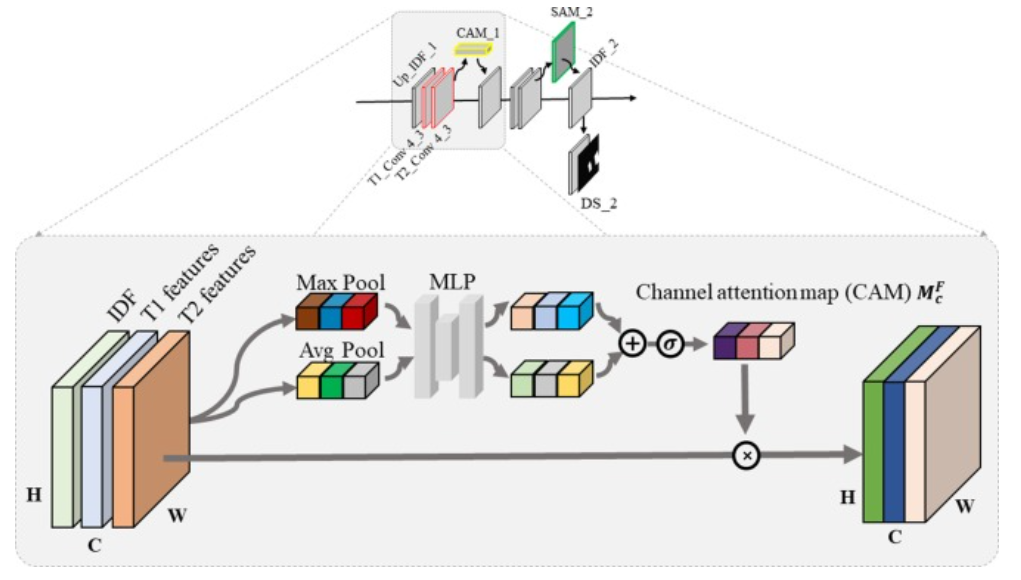 SAM_2
CAM_1
Up_IDF_1
IDF_2
T1_Conv 4_3
T2_Conv 4_3
DS_2
IDF
T1 features
T2 features
Max Pool
MLP
Channel attention map (CAM) M_c^F
Avg Pool
+
σ
×
H
W
C
H
W
C